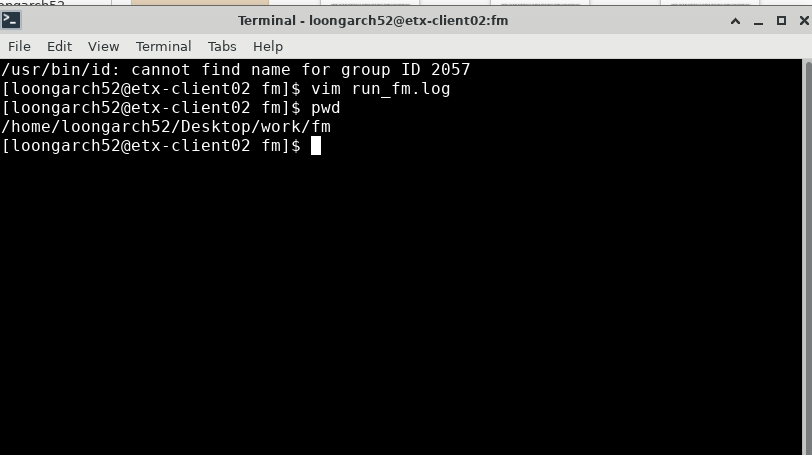 Terminal - loongarch52@etx-client02:fm
File Edit View Terminal Tabs Help
/usr/bin/id: cannot find name for group ID 2057
[loongarch52@etx-client02 fm]$ vim run_fm.log
[loongarch52@etx-client02 fm]$ pwd
/home/loongarch52/Desktop/work/fm
[loongarch52@etx-client02 fm]$